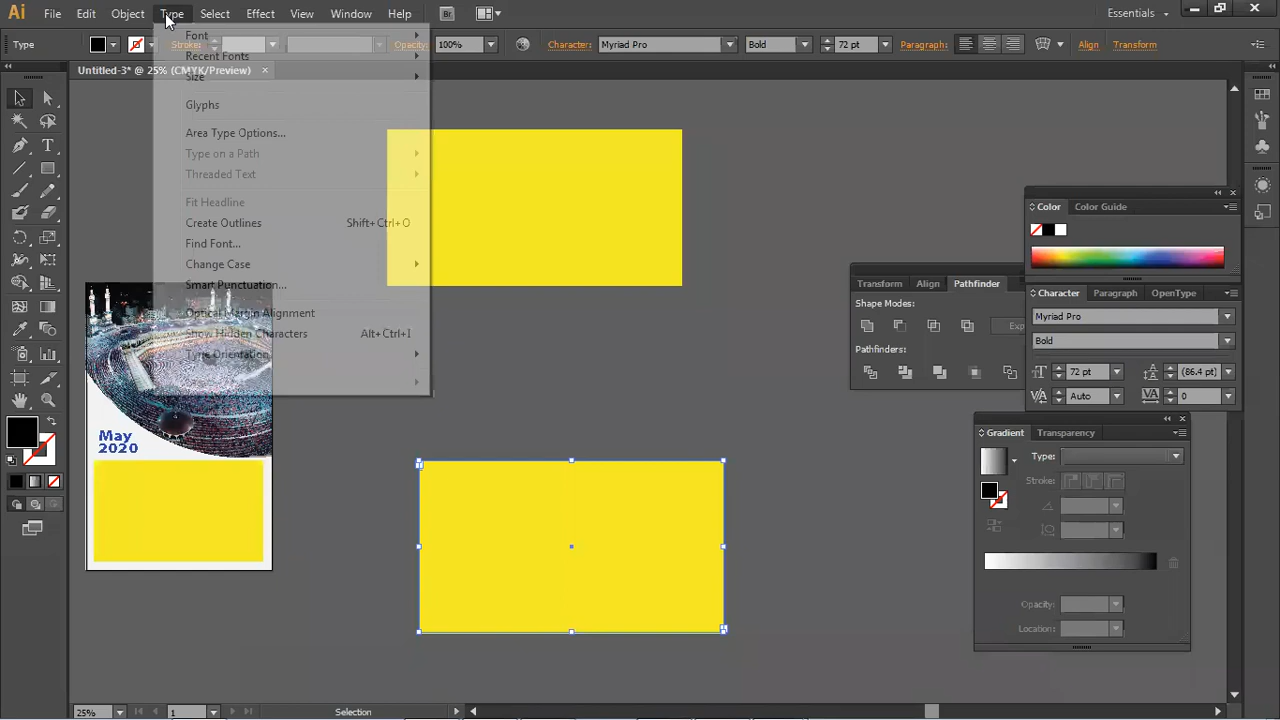 Ai File Edit Object Type Select Effect View Window Help Br Essentials
Type Stroke: Opacity: 100% Character: Myriad Pro Bold 72 pt Paragraph: Align Transform
Untitled-3* @ 25% (CMYK/Preview)
Font
Recent Fonts
Size
Glyphs
Area Type Options...
Type on a Path
Threaded Text
Fit Headline
Create Outlines Shift+Ctrl+O
Find Font...
Change Case
Smart Punctuation...
Optical Margin Alignment
Show Hidden Characters Alt+Ctrl+I
Type Orientation
May
2020
Color Color Guide
Transform Align Pathfinder
Shape Modes:
Exp
Pathfinders:
Character Paragraph OpenType
Myriad Pro
Bold
72 pt (86.4 pt)
Auto 0
Gradient Transparency
Type:
Stroke:
Opacity:
Location:
25% 1 Selection